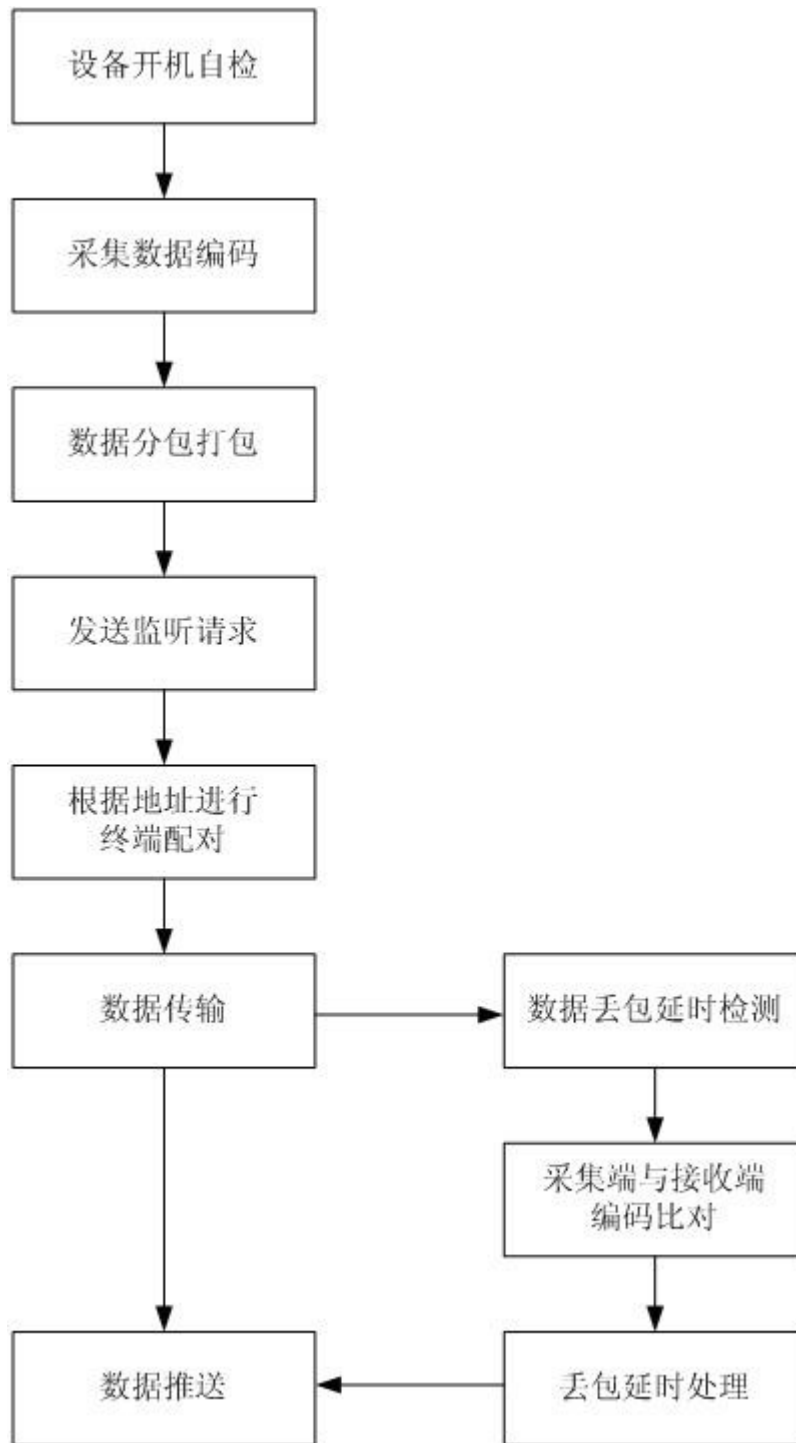 设备开机自检
采集数据编码
数据分包打包
发送监听请求
根据地址进行
终端配对
数据传输
数据丢包延时检测
采集端与接收端
编码比对
丢包延时处理
数据推送